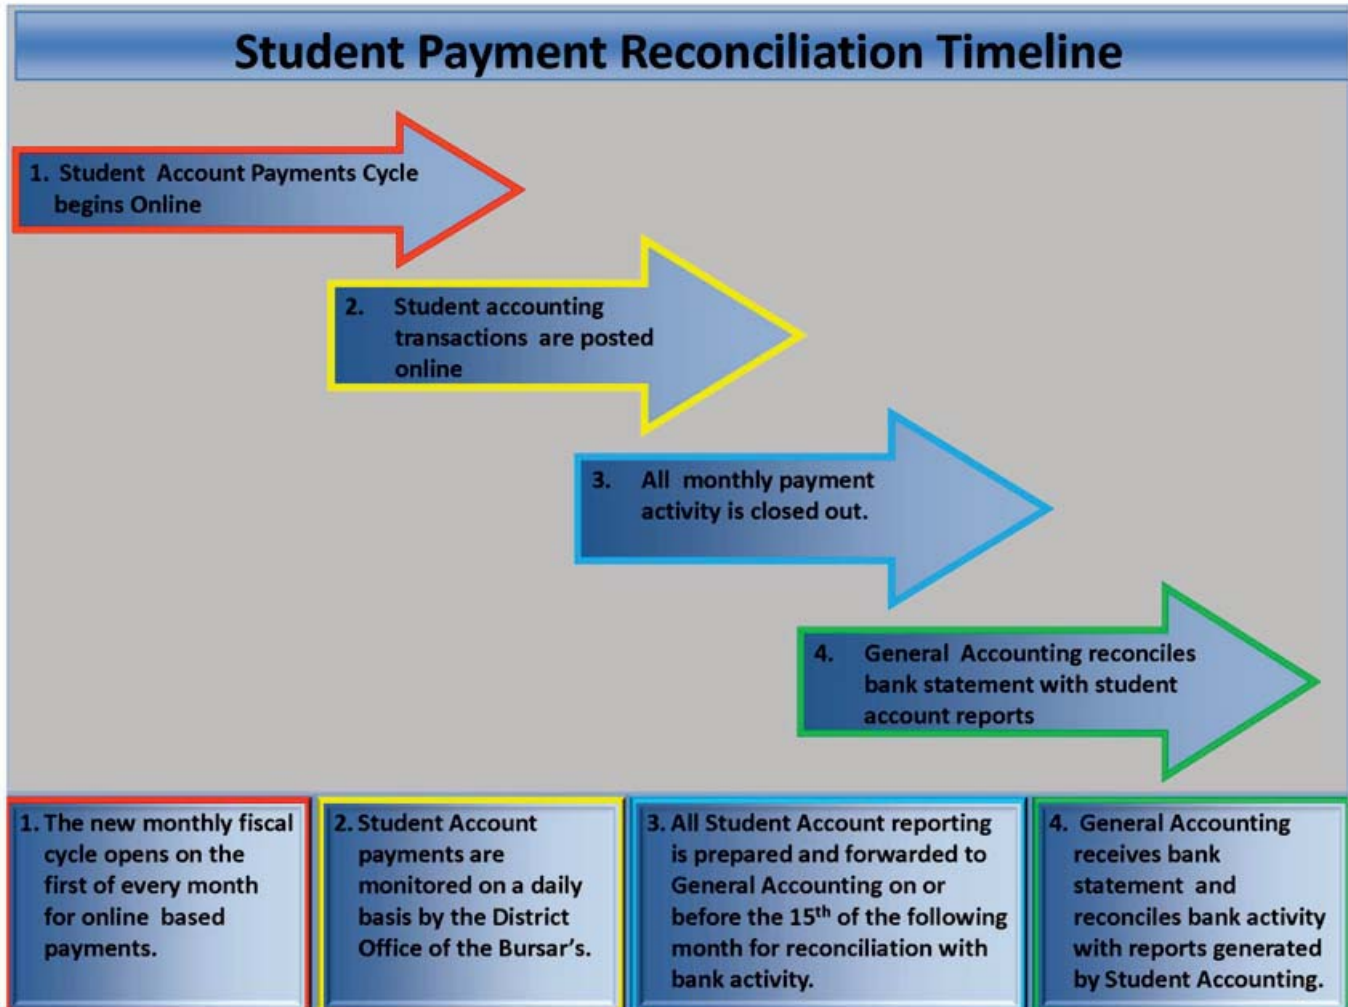 Student Payment Reconciliation Timeline
1. Student Account Payments Cycle
begins Online
2. Student accounting
transactions are posted
online
3. All monthly payment
activity is closed out.
4. General Accounting reconciles
bank statement with student
account reports
1. The new monthly fiscal
cycle opens on the
first of every month
for online based
payments.
2. Student Account
payments are
monitored on a daily
basis by the District
Office of the Bursar's.
3. All Student Account reporting
is prepared and forwarded to
General Accounting on or
before the 15th of the following
month for reconciliation with
bank activity.
4. General Accounting
receives bank
statement and
reconciles bank activity
with reports generated
by Student Accounting.